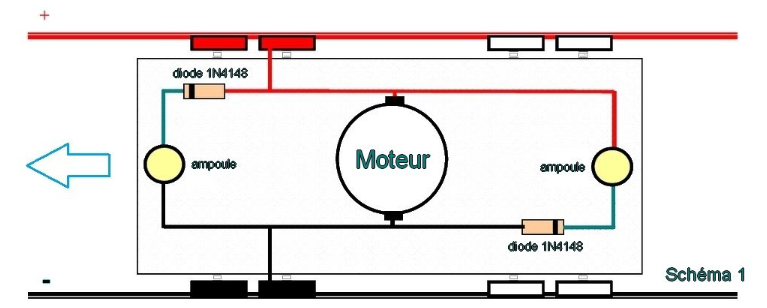 +
diode 1N4148
ampoule
Moteur
ampoule
diode 1N4148
Schéma 1
-